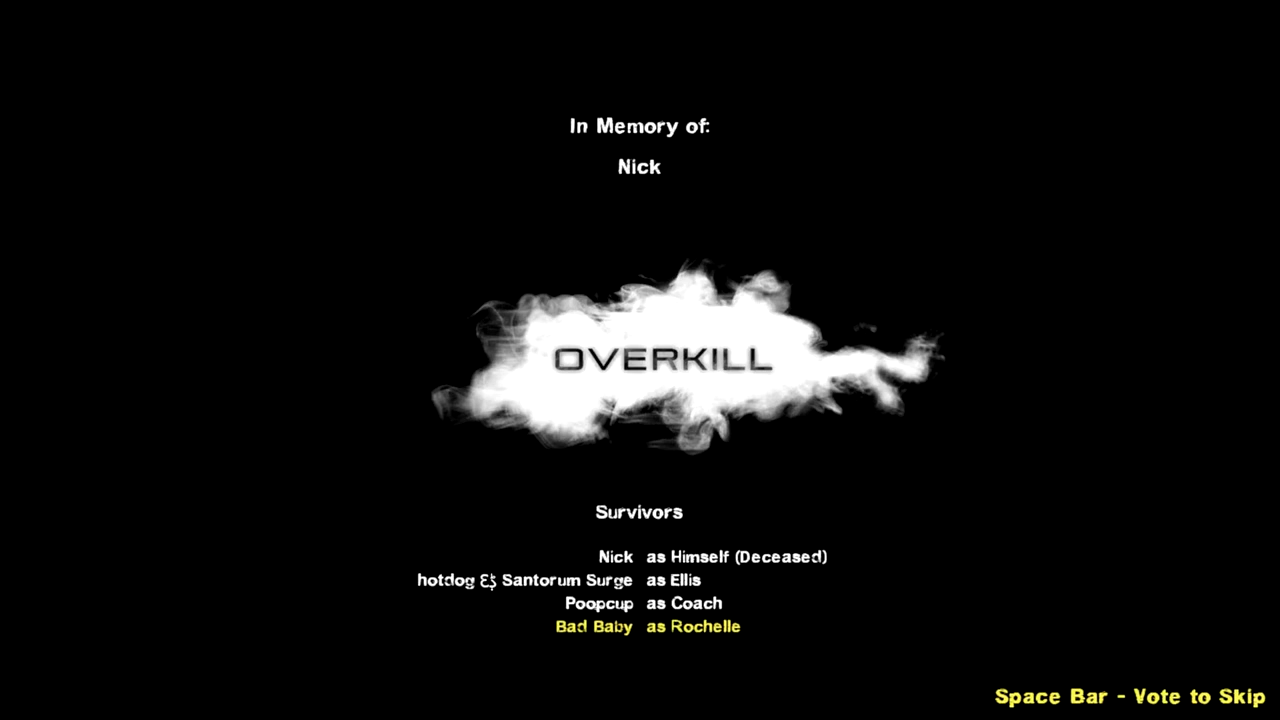 In Memory of:
Nick
OVERKILL
Survivors
Nick as Himself (Deceased)
hotdog Santorum Surge as Ellis
Poopcup as Coach
Bad Baby as Rochelle
Space Bar - Vote to Skip